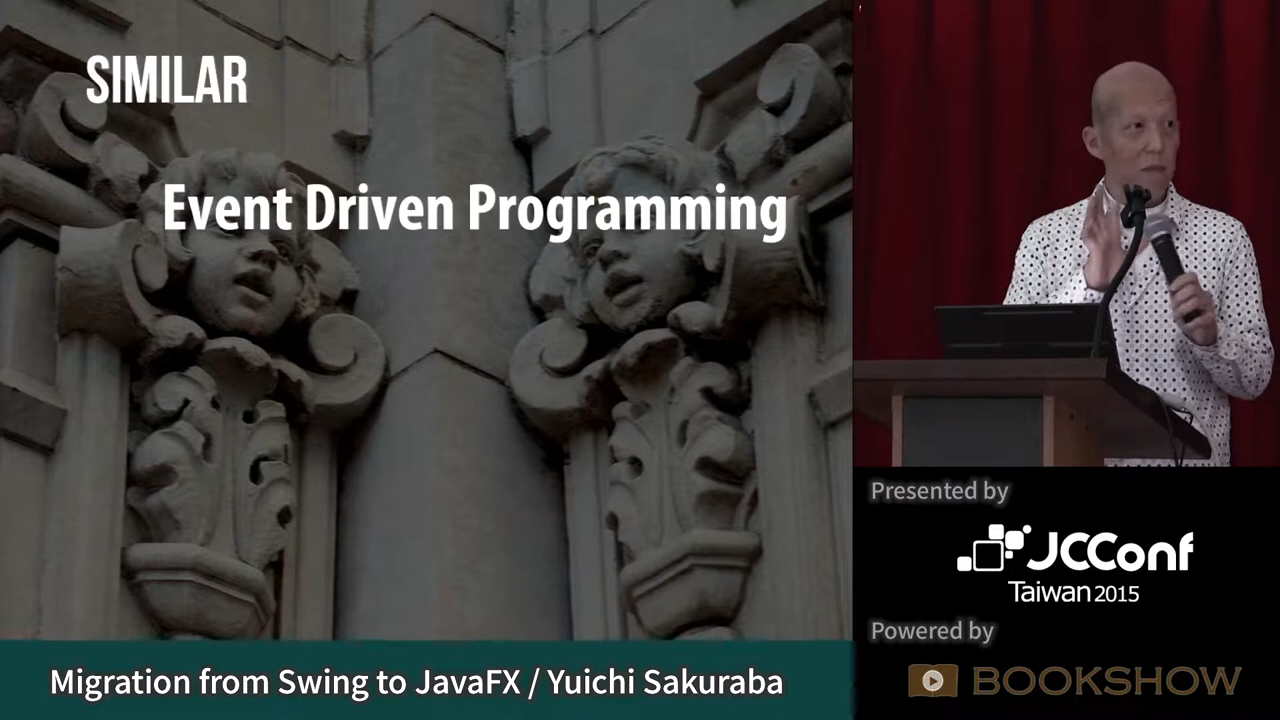 SIMILAR
Event Driven Programming
Migration from Swing to JavaFX / Yuichi Sakuraba
Presented by
JCConf
Taiwan 2015
Powered by
BOOKSHOW